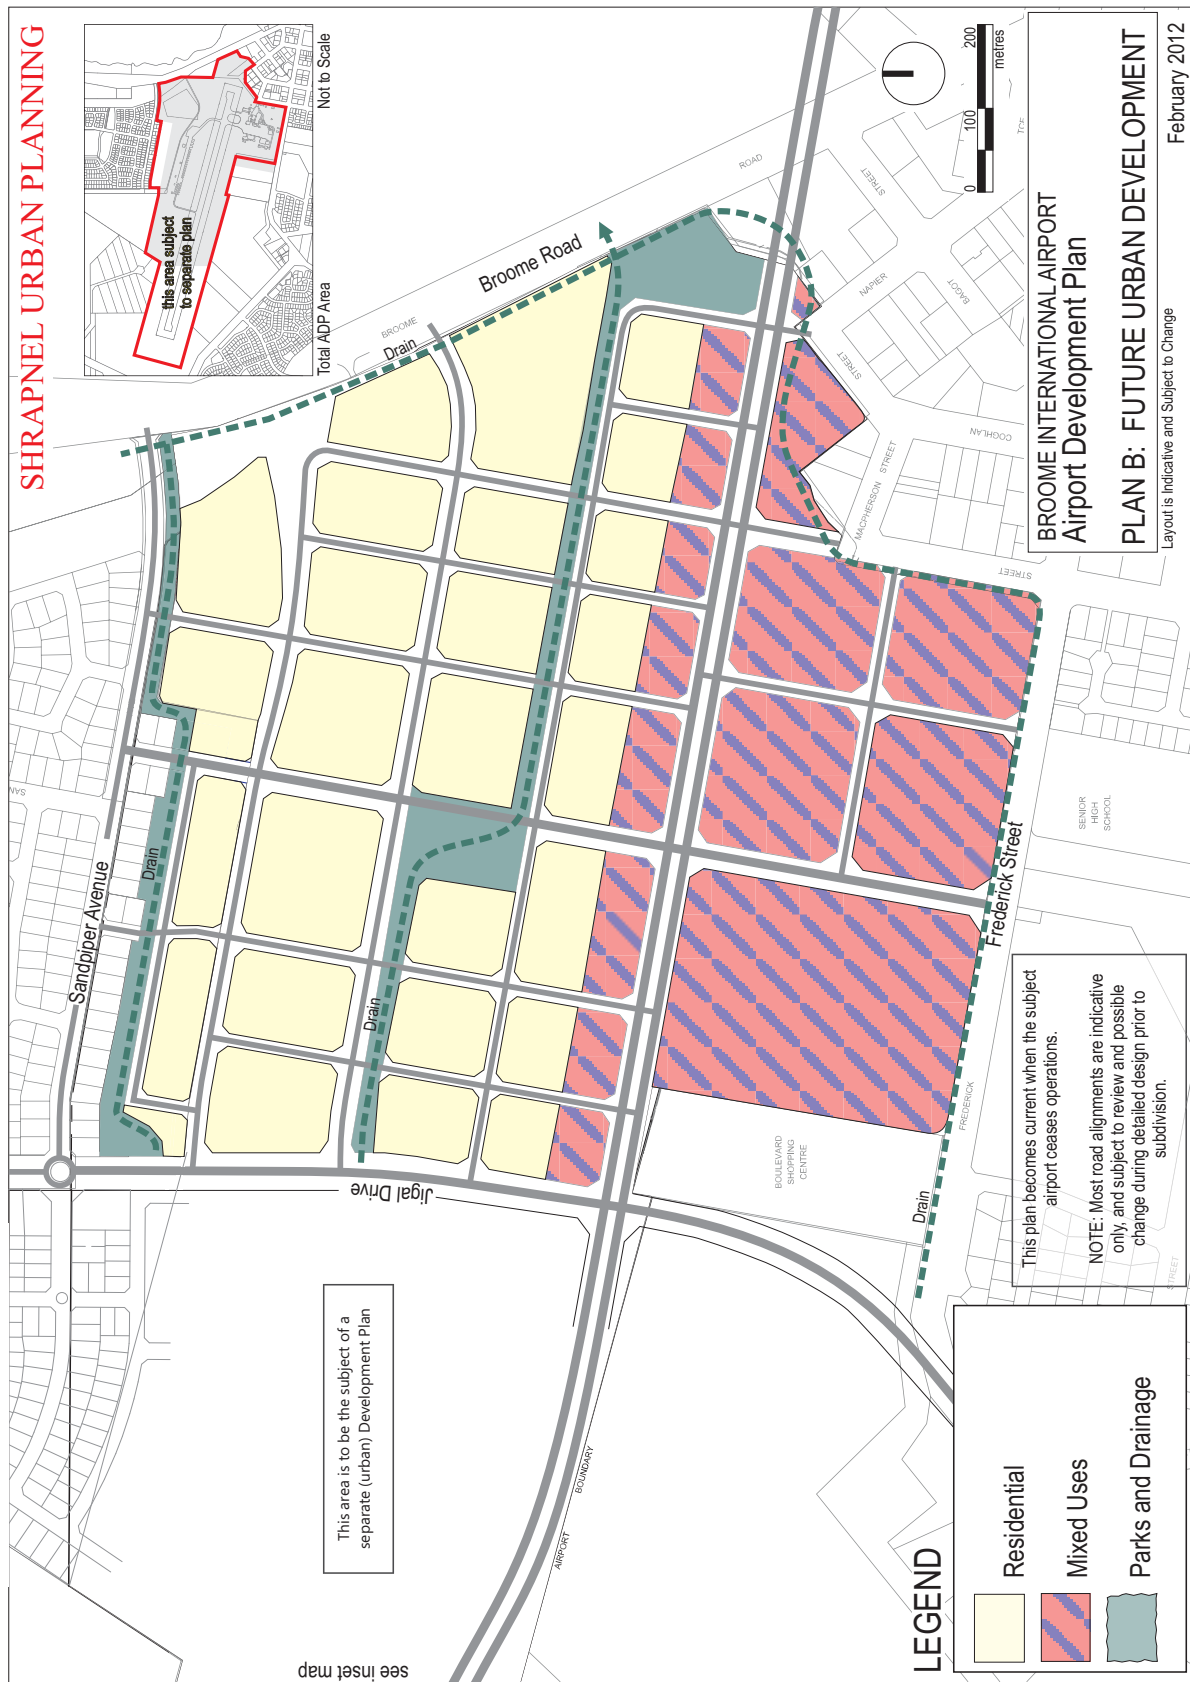 SHRAPNEL URBAN PLANNING
this area subject
to separate plan
Total ADP Area
Not to Scale
Sandpiper Avenue
Drain
SAN
Broome Road
BROOME
ROAD
Drain
Drain
Jigal Drive
This area is to be the subject of a
separate (urban) Development Plan
see inset map
AIRPORT
BOUNDARY
BOULEVARD
SHOPPING
CENTRE
Drain
FREDERICK
Frederick Street
SENIOR
HIGH
SCHOOL
STREET
MACPHERSON STREET
COGHLAN
STREET
NAPIER
STREET
BAGOT
STREET
0
100
200
metres
BROOME INTERNATIONAL AIRPORT
Airport Development Plan
PLAN B: FUTURE URBAN DEVELOPMENT
Layout is Indicative and Subject to Change
February 2012
This plan becomes current when the subject
airport ceases operations.
NOTE: Most road alignments are indicative
only, and subject to review and possible
change during detailed design prior to
subdivision.
LEGEND
Residential
Mixed Uses
Parks and Drainage